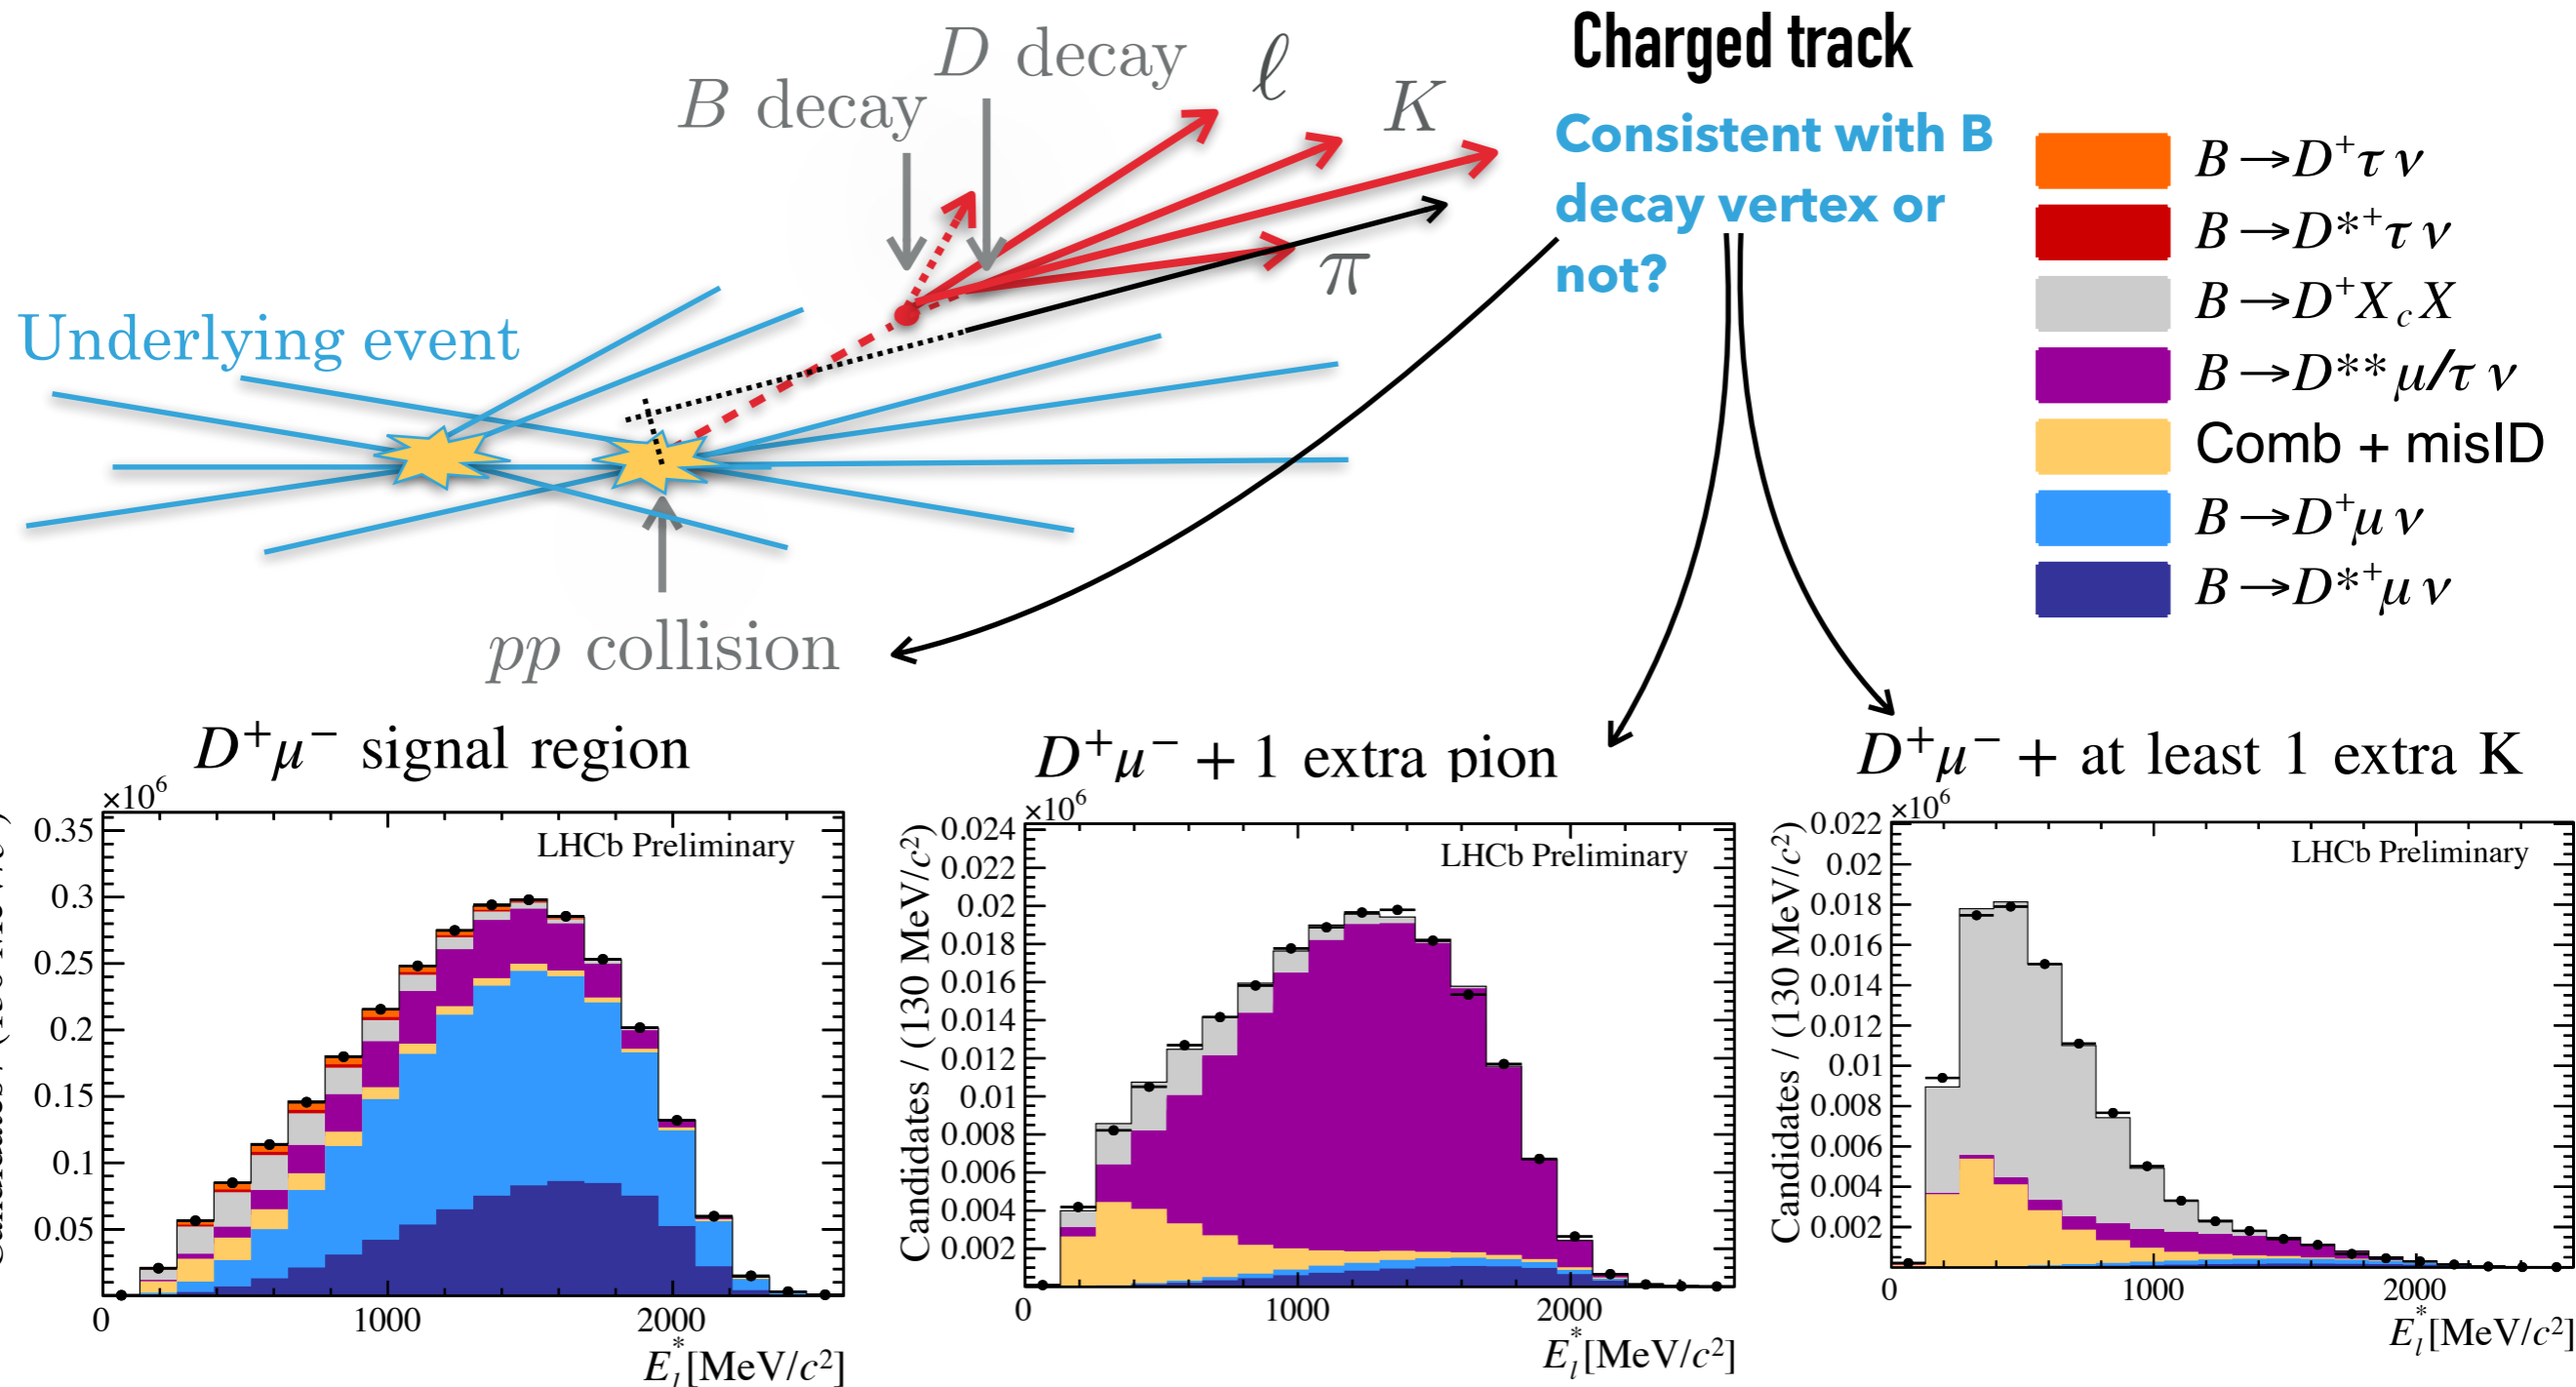 Charged track
D decay
ℓ
B decay
K
Consistent with B
decay vertex or
not?
π
Underlying event
pp collision
B→D⁺τ ν
B→D*⁺τ ν
B→D⁺X_c X
B→D** μ/τ ν
Comb + misID
B→D⁺μ ν
B→D*⁺μ ν
D⁺μ⁻ signal region
×10⁶
LHCb Preliminary
0.35
0.3
0.25
0.2
0.15
0.1
0.05
0 1000 2000
E*_l [MeV/c²]
D⁺μ⁻ + 1 extra pion
×10⁶
LHCb Preliminary
Candidates / (130 MeV/c²)
0.024
0.022
0.02
0.018
0.016
0.014
0.012
0.01
0.008
0.006
0.004
0.002
0 1000 2000
E*_l [MeV/c²]
D⁺μ⁻ + at least 1 extra K
×10⁶
LHCb Preliminary
Candidates / (130 MeV/c²)
0.022
0.02
0.018
0.016
0.014
0.012
0.01
0.008
0.006
0.004
0.002
0 1000 2000
E*_l [MeV/c²]